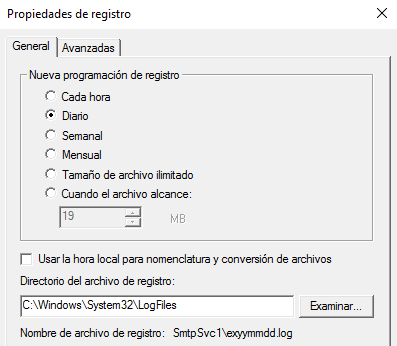 Propiedades de registro
General
Avanzadas
Nueva programación de registro
Cada hora
Diario
Semanal
Mensual
Tamaño de archivo ilimitado
Cuando el archivo alcance:
19 MB
Usar la hora local para nomenclatura y conversión de archivos
Directorio del archivo de registro:
C:\Windows\System32\LogFiles Examinar...
Nombre de archivo de registro: SmtpSvc1\exyymmdd.log